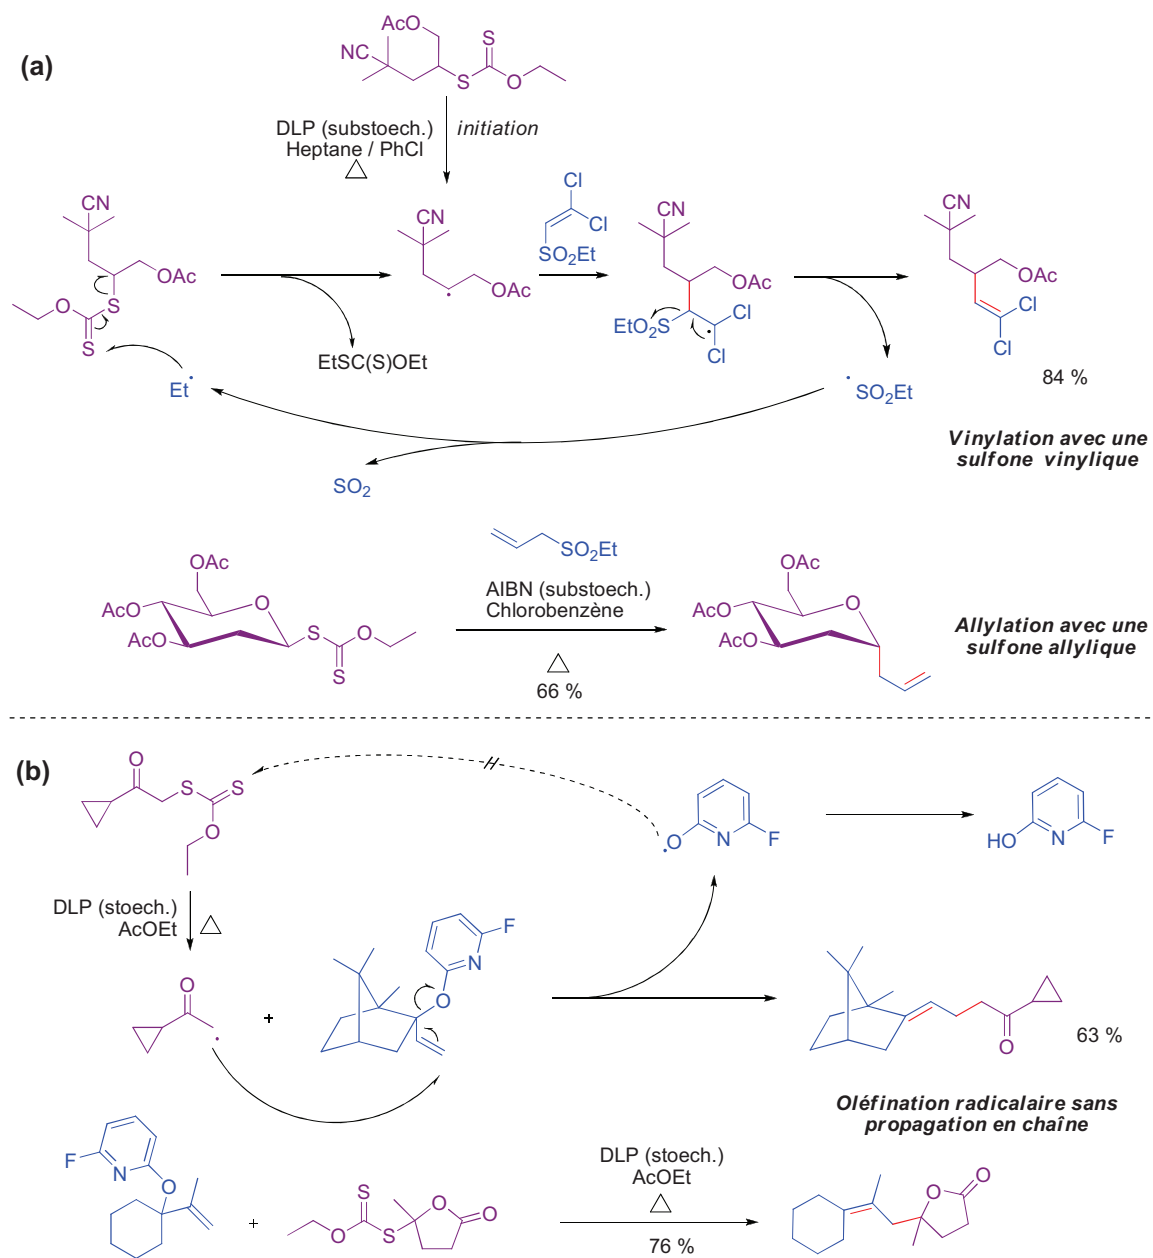 (a)
AcO
NC
S
S
O
DLP (substoech.)
Heptane / PhCl
initiation
CN
OAc
O
S
S
Et
EtSC(S)OEt
CN
OAc
Cl
Cl
SO2Et
CN
OAc
EtO2S
Cl
Cl
SO2Et
CN
OAc
Cl
Cl
84 %
SO2
Vinylation avec une
sulfone vinylique
OAc
AcO
AcO
O
S
O
S
SO2Et
AIBN (substoech.)
Chlorobenzène
66 %
OAc
AcO
AcO
O
Allylation avec une
sulfone allylique
(b)
O
S
S
O
DLP (stoech.)
AcOEt
O
+
F
N
O
O
N
F
HO
N
F
O
63 %
Oléfination radicalaire sans
propagation en chaîne
F
N
O
+
S
O
S
O
O
DLP (stoech.)
AcOEt
76 %
O
O